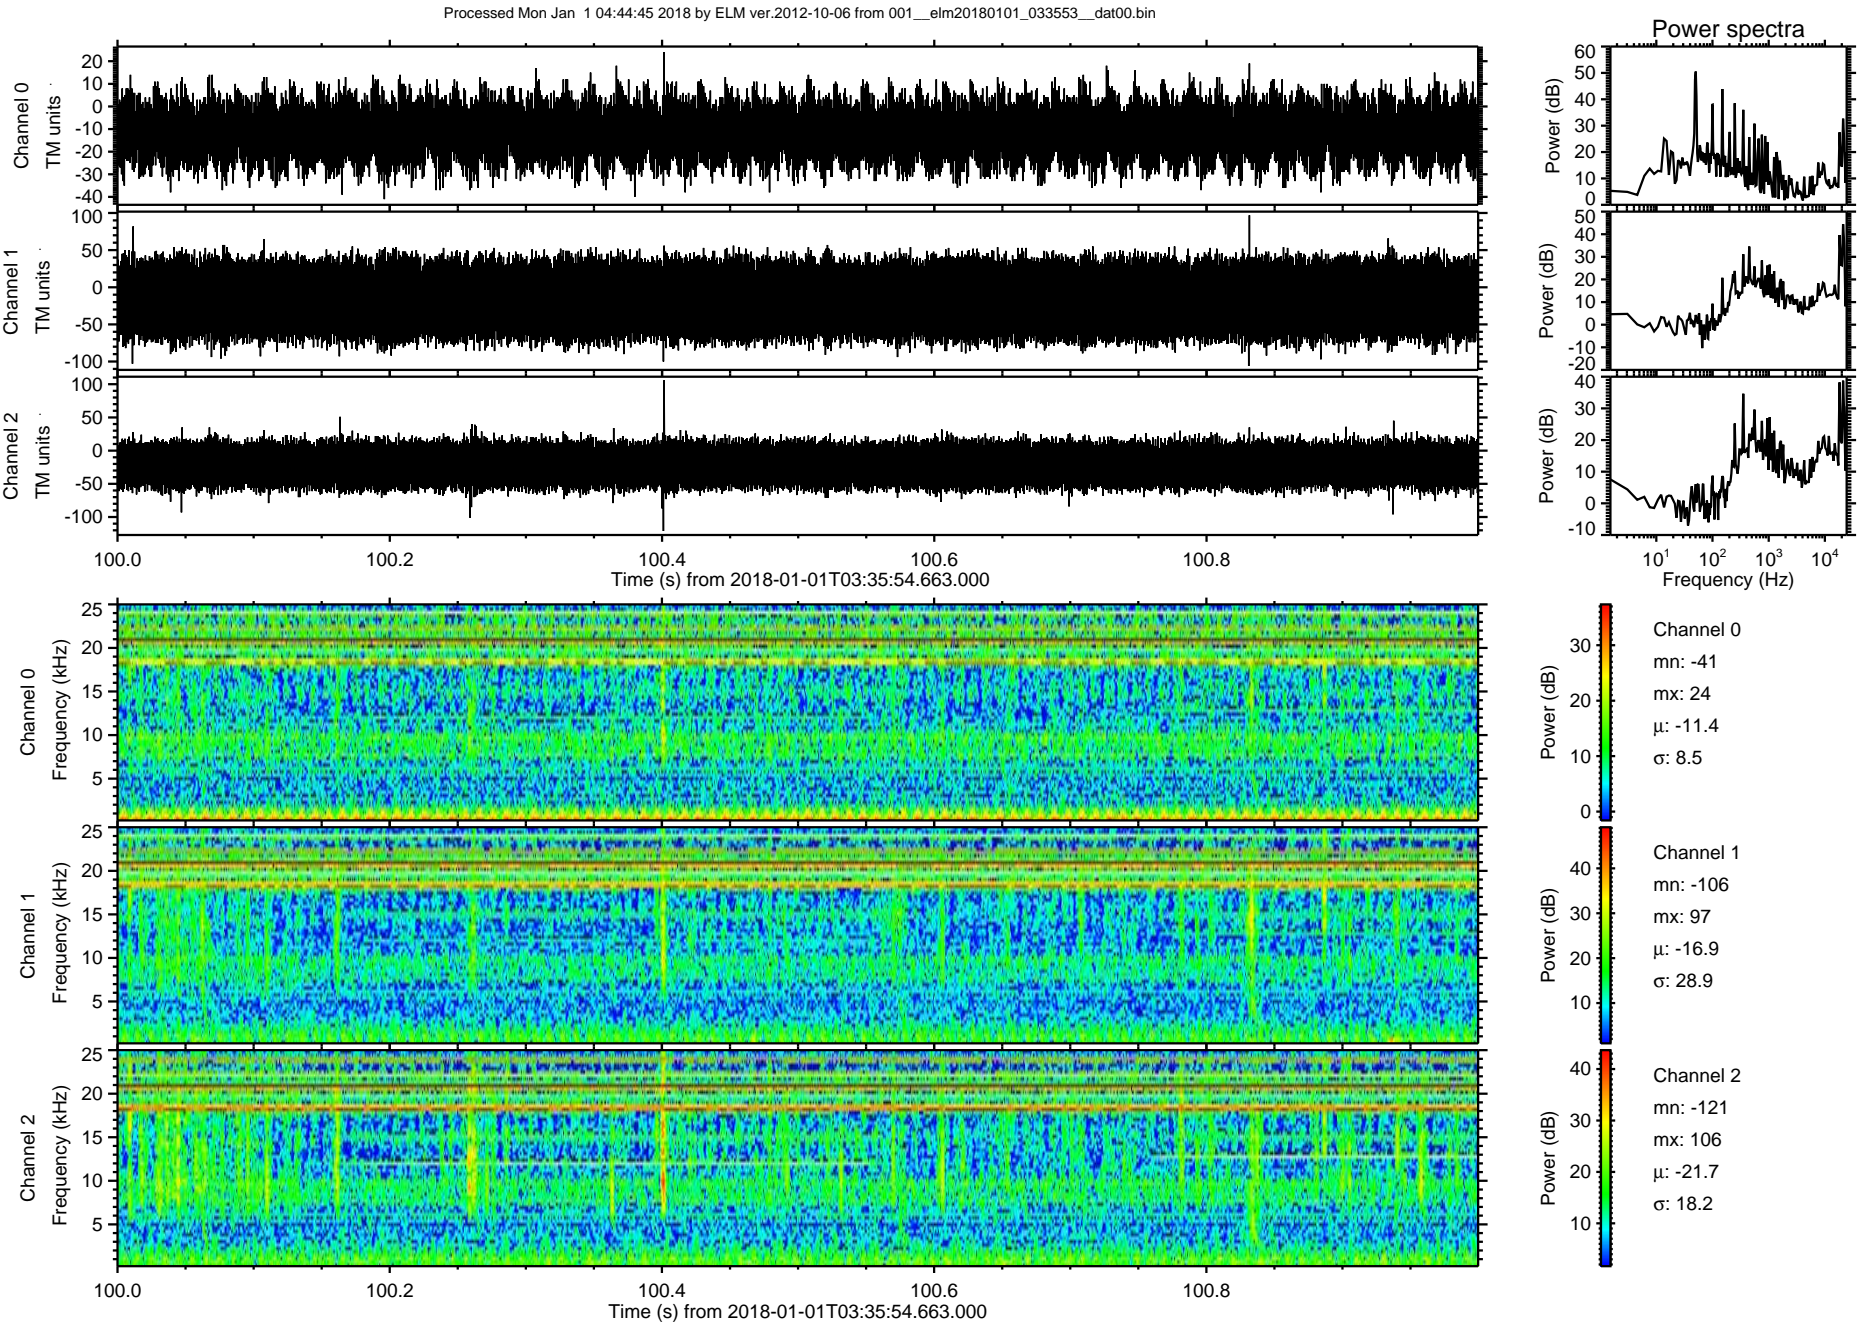 Processed Mon Jan  1 04:44:45 2018 by ELM ver.2012-10-06 from 001__elm20180101_033553__dat00.bin
Power spectra
Channel 0
TM units
20
10
0
-10
-20
-30
-40
Power (dB)
60
50
40
30
20
10
0
Channel 1
TM units
100
50
0
-50
-100
Power (dB)
50
40
30
20
10
0
-10
-20
Channel 2
TM units
100
50
0
-50
-100
Power (dB)
40
30
20
10
0
-10
100.0 100.2 100.4 100.6 100.8
Time (s) from 2018-01-01T03:35:54.663.000
10¹ 10² 10³ 10⁴
Frequency (Hz)
Channel 0
Frequency (kHz)
25
20
15
10
5
Power (dB)
30
20
10
0
Channel 0
mn: -41
mx: 24
µ: -11.4
σ: 8.5
Channel 1
Frequency (kHz)
25
20
15
10
5
Power (dB)
40
30
20
10
Channel 1
mn: -106
mx: 97
µ: -16.9
σ: 28.9
Channel 2
Frequency (kHz)
25
20
15
10
5
Power (dB)
40
30
20
10
Channel 2
mn: -121
mx: 106
µ: -21.7
σ: 18.2
100.0 100.2 100.4 100.6 100.8
Time (s) from 2018-01-01T03:35:54.663.000